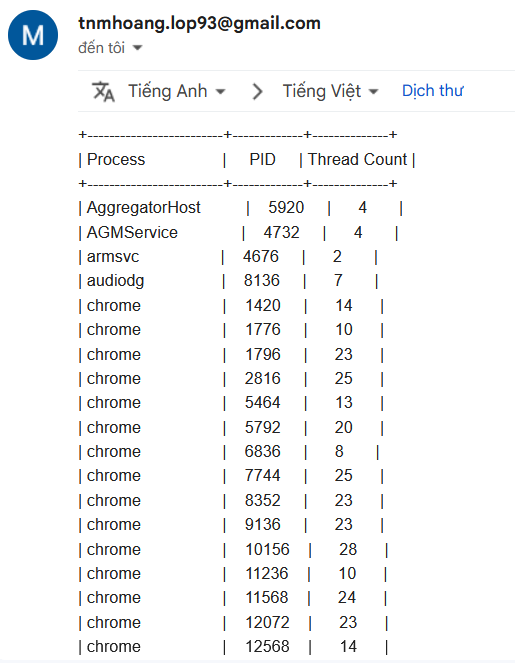 M
tnmhoang.lop93@gmail.com
đến tôi
Tiếng Anh > Tiếng Việt Dịch thư
+-------------------------+-------------+--------------+
| Process | PID | Thread Count |
+-------------------------+-------------+--------------+
| AggregatorHost | 5920 | 4 |
| AGMService | 4732 | 4 |
| armsvc | 4676 | 2 |
| audiodg | 8136 | 7 |
| chrome | 1420 | 14 |
| chrome | 1776 | 10 |
| chrome | 1796 | 23 |
| chrome | 2816 | 25 |
| chrome | 5464 | 13 |
| chrome | 5792 | 20 |
| chrome | 6836 | 8 |
| chrome | 7744 | 25 |
| chrome | 8352 | 23 |
| chrome | 9136 | 23 |
| chrome | 10156 | 28 |
| chrome | 11236 | 10 |
| chrome | 11568 | 24 |
| chrome | 12072 | 23 |
| chrome | 12568 | 14 |